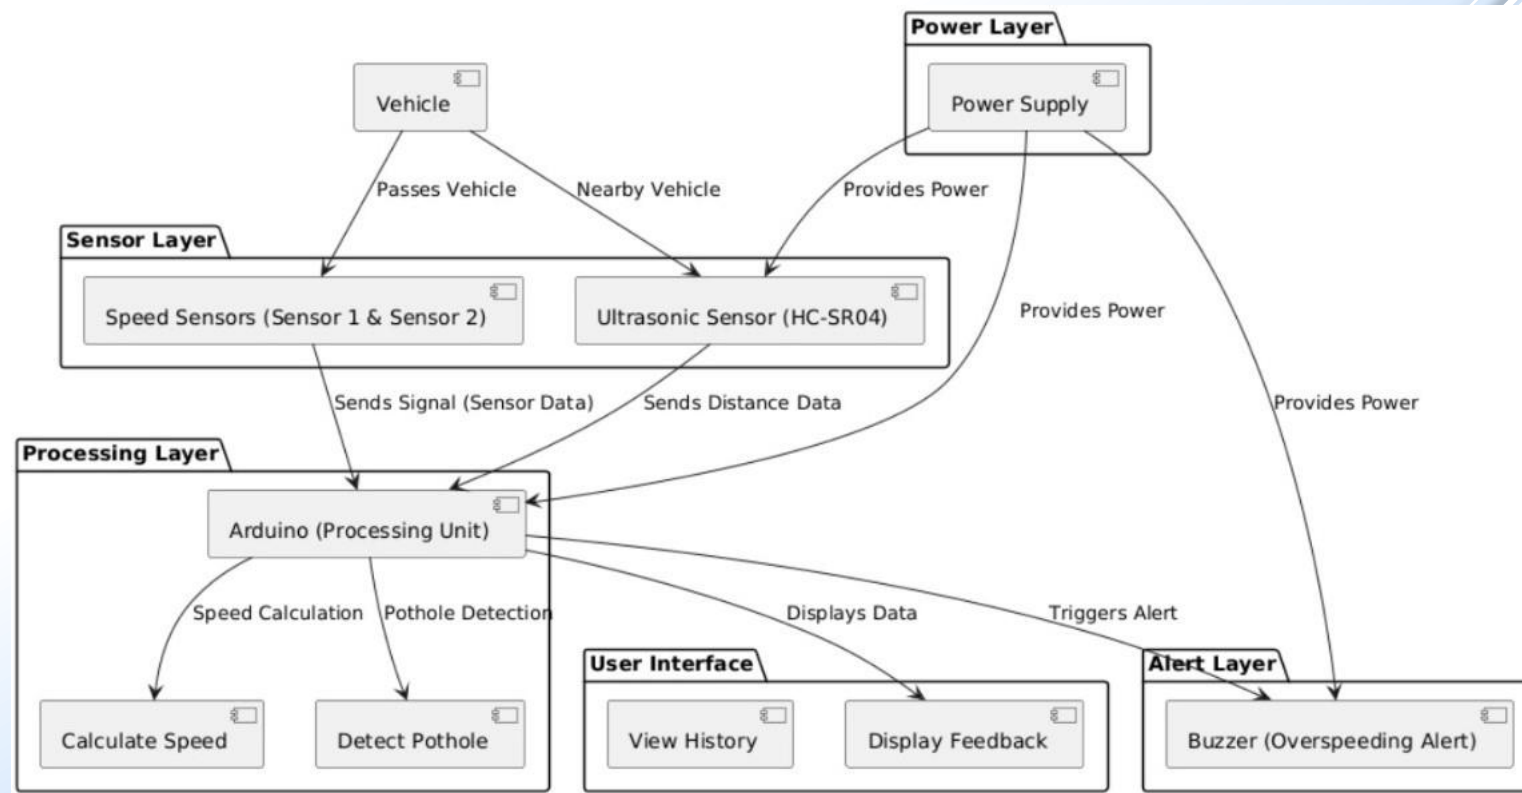 Power Layer
Power Supply
Vehicle
Passes Vehicle
Nearby Vehicle
Provides Power
Sensor Layer
Speed Sensors (Sensor 1 & Sensor 2)
Ultrasonic Sensor (HC-SR04)
Provides Power
Sends Signal (Sensor Data)
Sends Distance Data
Provides Power
Processing Layer
Arduino (Processing Unit)
Speed Calculation
Pothole Detection
Displays Data
Triggers Alert
User Interface
Alert Layer
Calculate Speed
Detect Pothole
View History
Display Feedback
Buzzer (Overspeeding Alert)